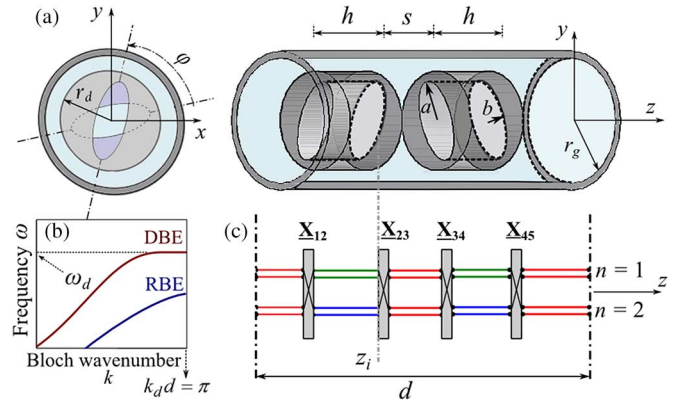 (a)
y
φ
r_d
x
h s h
a
b
y
z
r_g
(b)
Frequency ω
DBE
ω_d
RBE
Bloch wavenumber
k
k_d d = π
(c)
X_12 X_23 X_34 X_45
n = 1
z
n = 2
z_i
d